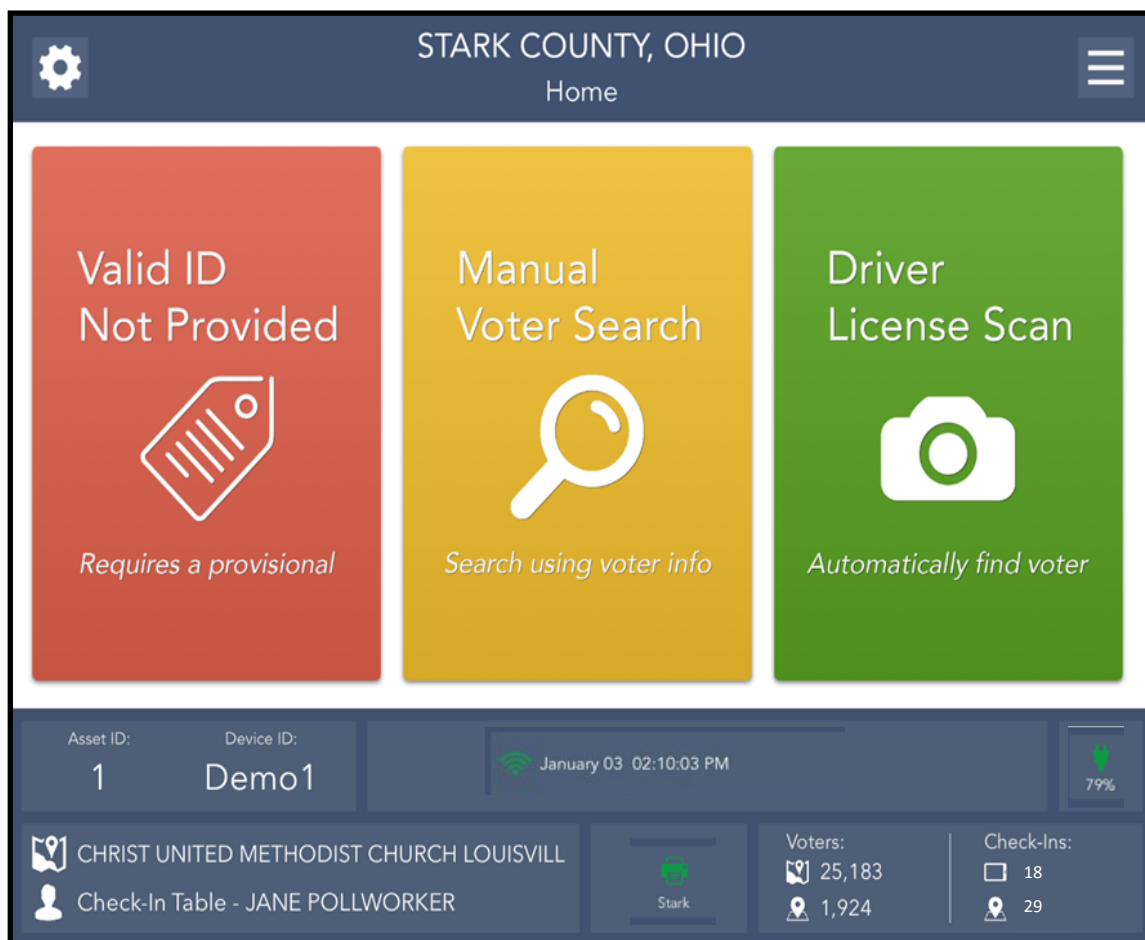 STARK COUNTY, OHIO
Home
Valid ID
Not Provided
Requires a provisional
Manual
Voter Search
Search using voter info
Driver
License Scan
Automatically find voter
Asset ID:
1
Device ID:
Demo1
January 03 02:10:03 PM
79%
CHRIST UNITED METHODIST CHURCH LOUISVILL
Check-In Table - JANE POLLWORKER
Stark
Voters:
25,183
1,924
Check-Ins:
18
29